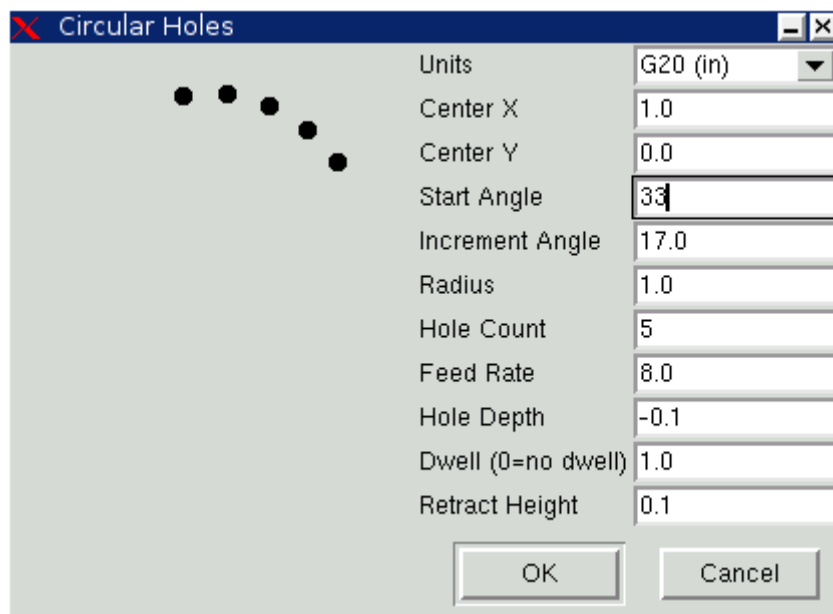 Circular Holes
Units G20 (in)
Center X 1.0
Center Y 0.0
Start Angle 33
Increment Angle 17.0
Radius 1.0
Hole Count 5
Feed Rate 8.0
Hole Depth -0.1
Dwell (0=no dwell) 1.0
Retract Height 0.1
OK Cancel